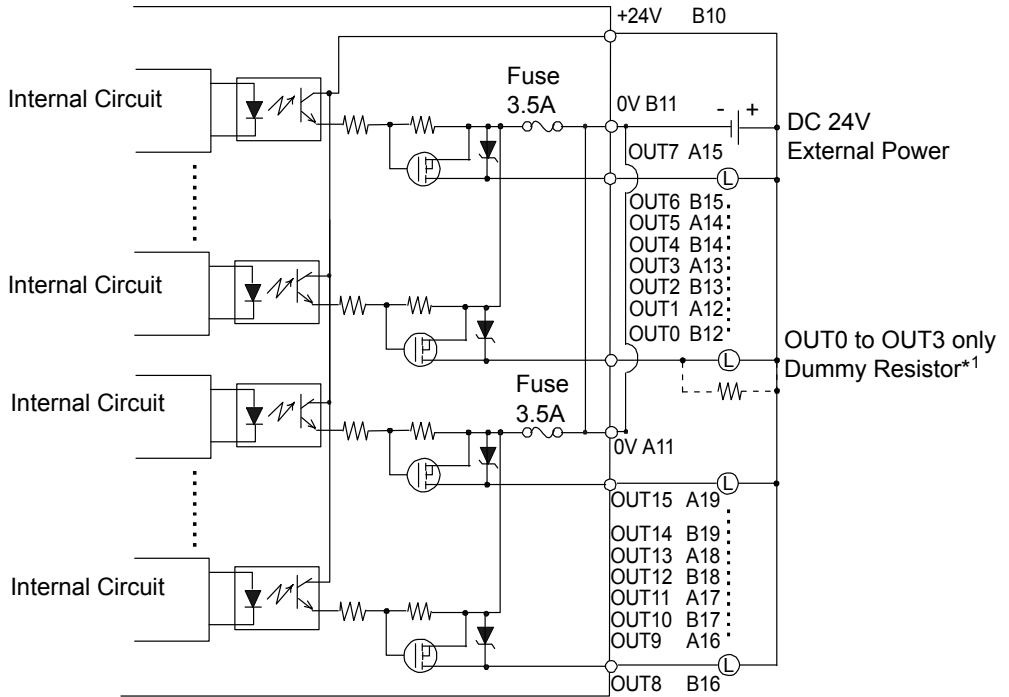 +24V B10
Internal Circuit
Fuse
3.5A
0V B11
- +
DC 24V
External Power
OUT7 A15
L
OUT6 B15
OUT5 A14
OUT4 B14
OUT3 A13
OUT2 B13
OUT1 A12
OUT0 B12
Internal Circuit
L
OUT0 to OUT3 only
Dummy Resistor*1
Internal Circuit
Fuse
3.5A
0V A11
L
OUT15 A19
OUT14 B19
OUT13 A18
OUT12 B18
OUT11 A17
OUT10 B17
OUT9 A16
Internal Circuit
L
OUT8 B16